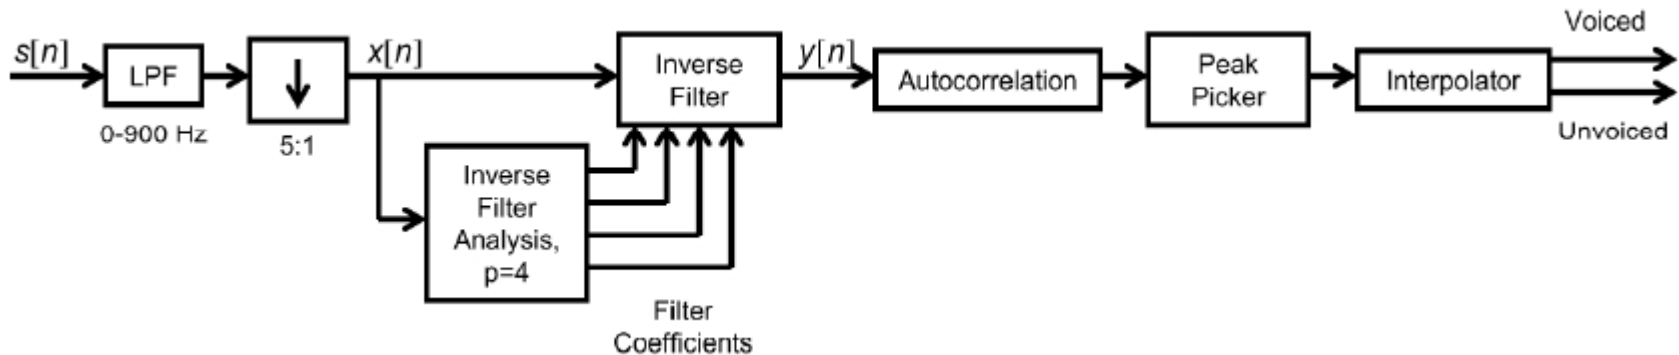 s[n]
LPF
0-900 Hz
5:1
x[n]
Inverse
Filter
Analysis,
p=4
Filter
Coefficients
Inverse
Filter
y[n]
Autocorrelation
Peak
Picker
Interpolator
Voiced
Unvoiced